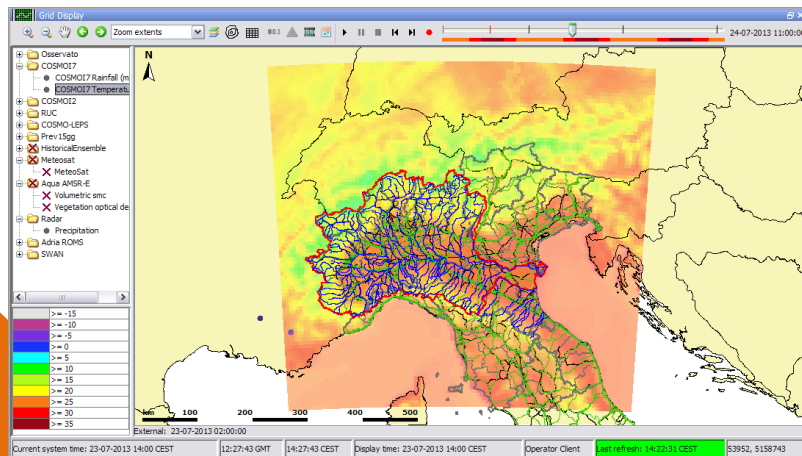 Grid Display
Zoom extents
NO.1
24-07-2013 11:00:00
Osservato
COSMOI7
COSMOI7 Rainfall (m
COSMOI7 Temperatu
COSMOI2
RUC
COSMO-LEPS
Prev15gg
HistoricalEnsemble
Meteosat
MeteoSat
Aqua AMSR-E
Volumetric smc
Vegetation optical de
Radar
Precipitation
Adria ROMS
SWAN
>= -15
>= -10
>= -5
>= 0
>= 5
>= 10
>= 15
>= 20
>= 25
>= 30
>= 35
N
km 100 200 300 400 500
External: 23-07-2013 02:00:00
Current system time: 23-07-2013 14:00 CEST
12:27:43 GMT
14:27:43 CEST
Display time: 23-07-2013 14:00 CEST
Operator Client
Last refresh: 14:22:31 CEST
53952, 5158743